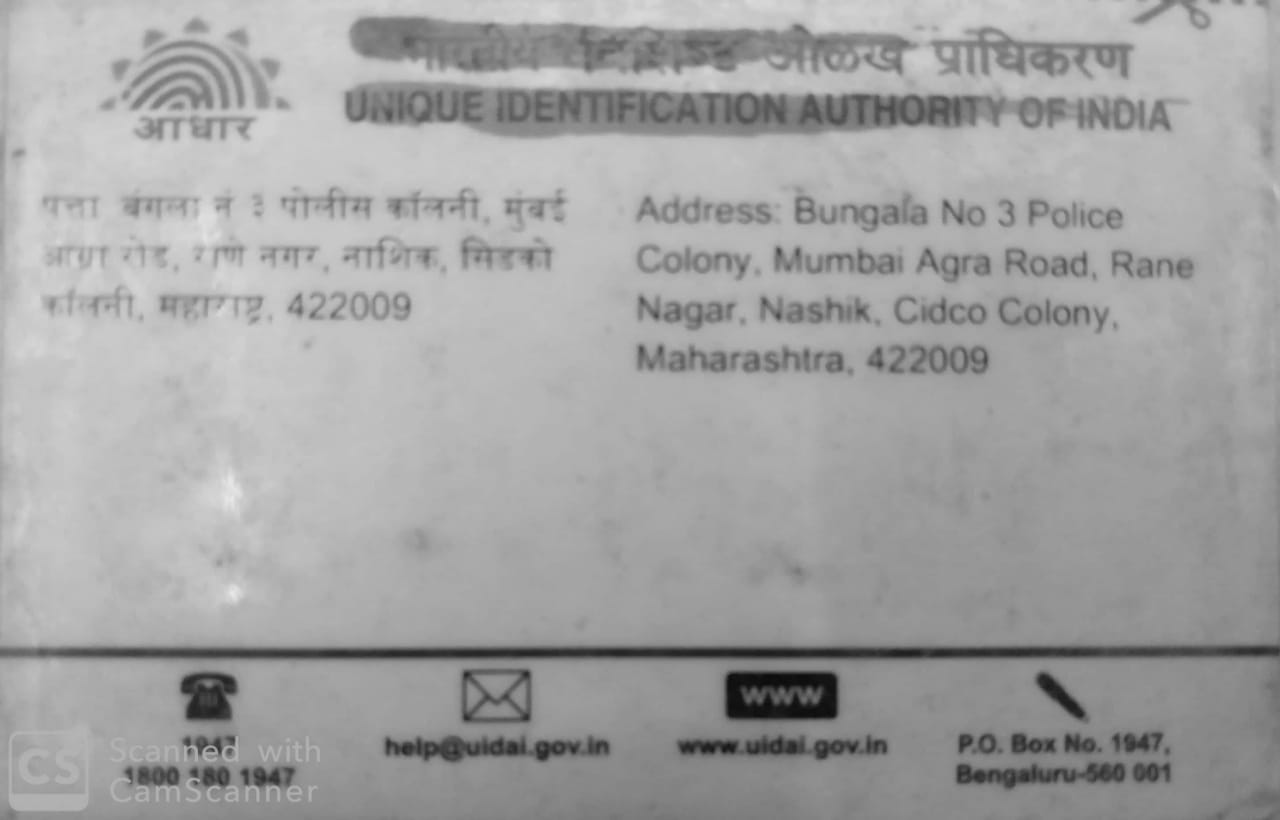 भारतीय विशिष्ट ओळख प्राधिकरण
UNIQUE IDENTIFICATION AUTHORITY OF INDIA
आधार
पत्ता बंगला नं ३ पोलीस कॉलनी, मुंबई
आग्रा रोड, राणे नगर, नाशिक, सिडको
कॉलनी, महाराष्ट्र, 422009
Address: Bungala No 3 Police
Colony, Mumbai Agra Road, Rane
Nagar, Nashik, Cidco Colony,
Maharashtra, 422009
1947
1800 180 1947
help@uidai.gov.in
www
www.uidai.gov.in
P.O. Box No. 1947,
Bengaluru-560 001
CS
Scanned with
CamScanner